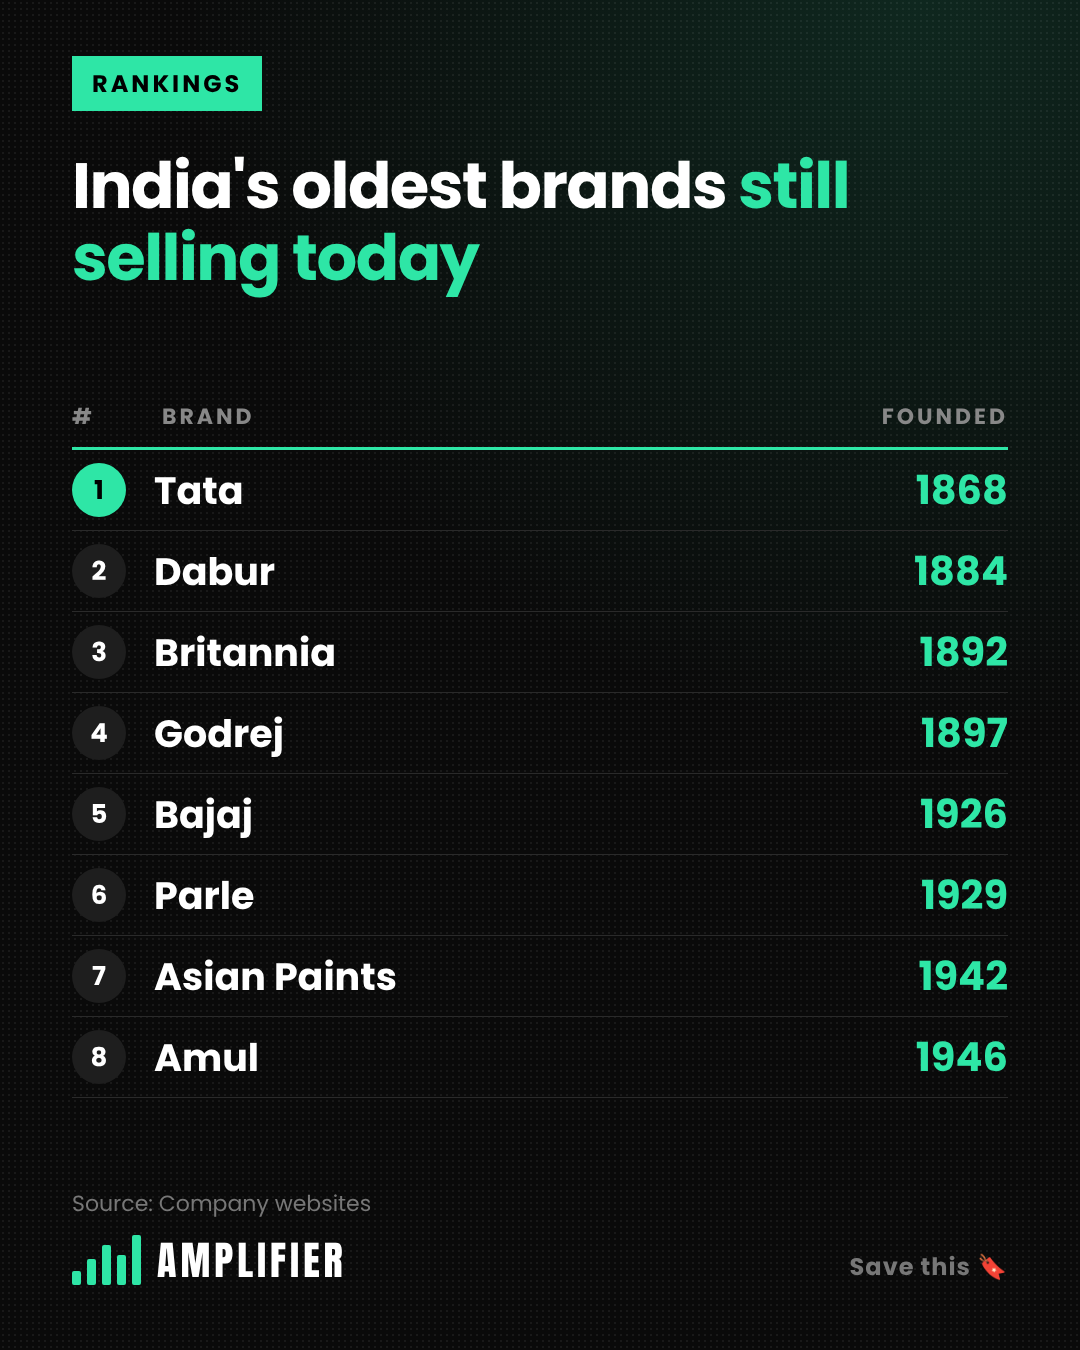 RANKINGS
India's oldest brands still
selling today
# BRAND FOUNDED
1 Tata 1868
2 Dabur 1884
3 Britannia 1892
4 Godrej 1897
5 Bajaj 1926
6 Parle 1929
7 Asian Paints 1942
8 Amul 1946
Source: Company websites
AMPLIFIER
Save this 🔖